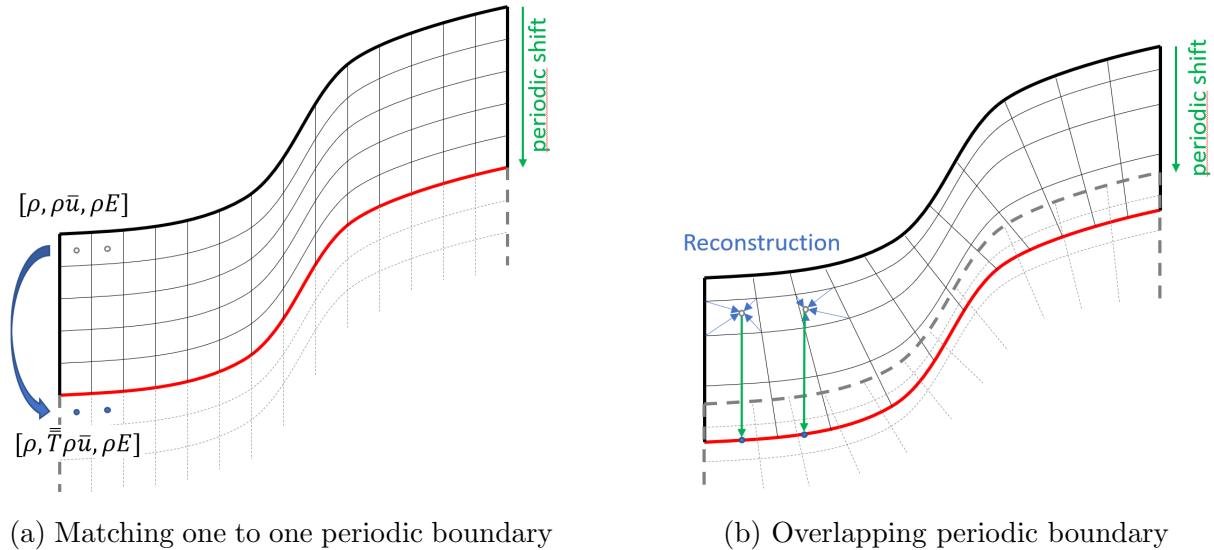 periodic shift
[ρ, ρū, ρE]
[ρ, T̿ρū, ρE]
periodic shift
Reconstruction
(a) Matching one to one periodic boundary
(b) Overlapping periodic boundary